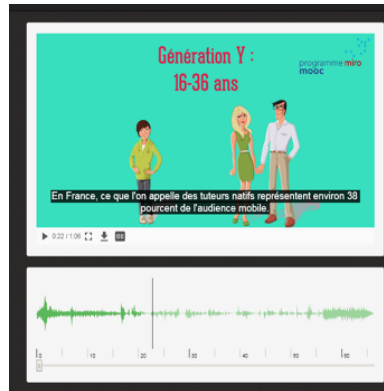 Génération Y :
16-36 ans
programme miro
mooc
En France, ce que l'on appelle des tuteurs natifs représentent environ 38
pourcent de l'audience mobile.
0:22 / 1:06
0 10 20 30 40 50 60